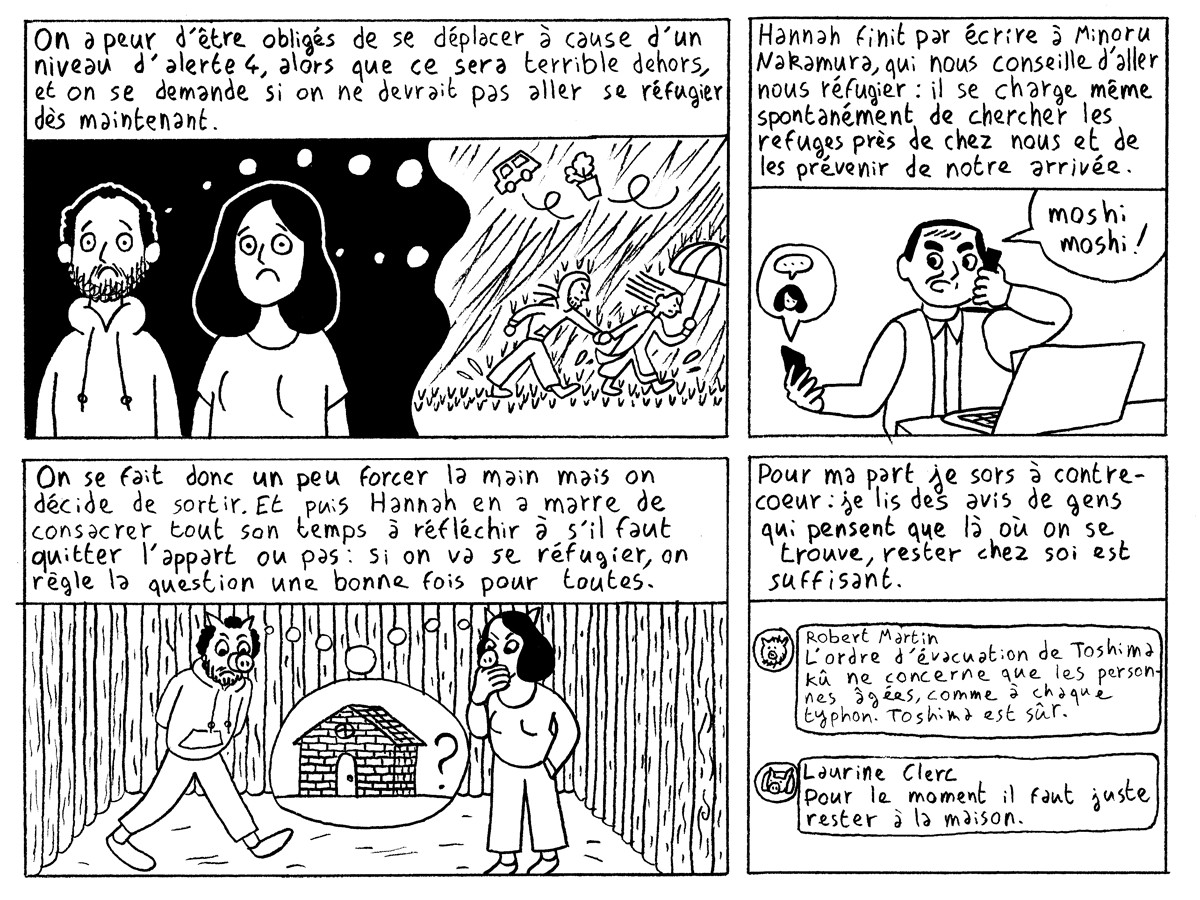 On a peur d'être obligés de se déplacer à cause d'un
niveau d'alerte 4, alors que ce sera terrible dehors,
et on se demande si on ne devrait pas aller se réfugier
dès maintenant.
Hannah finit par écrire à Minoru
Nakamura, qui nous conseille d'aller
nous réfugier : il se charge même
spontanément de chercher les
refuges près de chez nous et de
les prévenir de notre arrivée.
moshi
moshi !
On se fait donc un peu forcer la main mais on
décide de sortir. Et puis Hannah en a marre de
consacrer tout son temps à réfléchir à s'il faut
quitter l'appart ou pas : si on va se réfugier, on
règle la question une bonne fois pour toutes.
?
Pour ma part je sors à contre-
coeur : je lis des avis de gens
qui pensent que là où on se
trouve, rester chez soi est
suffisant.
Robert Martin
L'ordre d'évacuation de Toshima
kû ne concerne que les person-
nes âgées, comme à chaque
typhon. Toshima est sûr.
Laurine Clerc
Pour le moment il faut juste
rester à la maison.